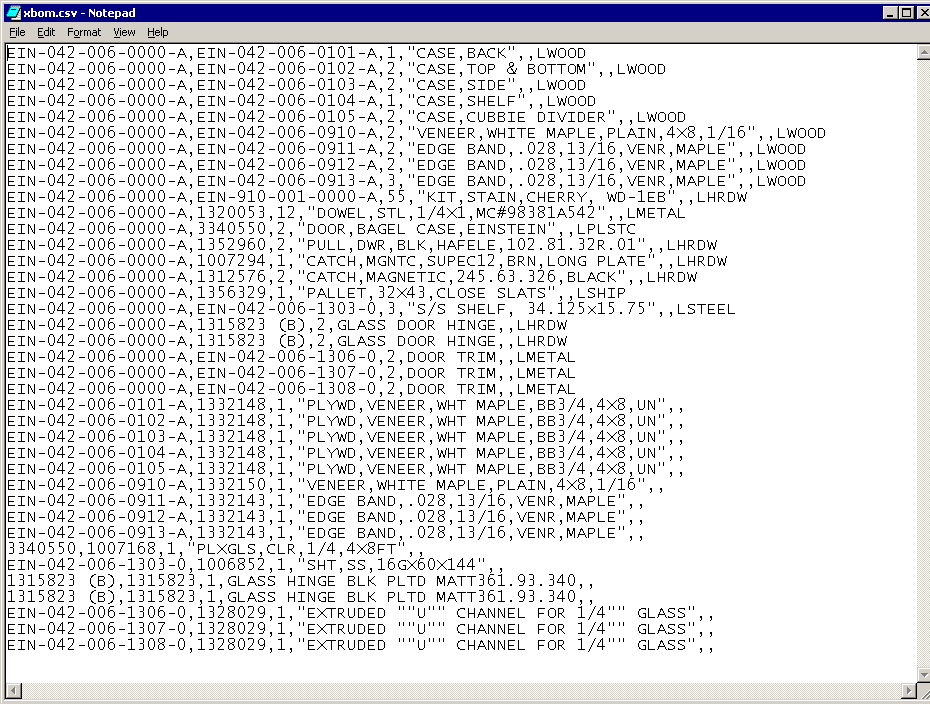 xbom.csv - Notepad
File Edit Format View Help
EIN-042-006-0000-A,EIN-042-006-0101-A,1,"CASE,BACK",,LWOOD
EIN-042-006-0000-A,EIN-042-006-0102-A,2,"CASE,TOP & BOTTOM",,LWOOD
EIN-042-006-0000-A,EIN-042-006-0103-A,2,"CASE,SIDE",,LWOOD
EIN-042-006-0000-A,EIN-042-006-0104-A,1,"CASE,SHELF",,LWOOD
EIN-042-006-0000-A,EIN-042-006-0105-A,2,"CASE,CUBBIE DIVIDER",,LWOOD
EIN-042-006-0000-A,EIN-042-006-0910-A,2,"VENEER,WHITE MAPLE,PLAIN,4X8,1/16",,LWOOD
EIN-042-006-0000-A,EIN-042-006-0911-A,2,"EDGE BAND,.028,13/16,VENR,MAPLE",,LWOOD
EIN-042-006-0000-A,EIN-042-006-0912-A,2,"EDGE BAND,.028,13/16,VENR,MAPLE",,LWOOD
EIN-042-006-0000-A,EIN-042-006-0913-A,3,"EDGE BAND,.028,13/16,VENR,MAPLE",,LWOOD
EIN-042-006-0000-A,EIN-910-001-0000-A,55,"KIT,STAIN,CHERRY, WD-1EB",,LHRDW
EIN-042-006-0000-A,1320053,12,"DOWEL,STL,1/4X1,MC#98381A542",,LMETAL
EIN-042-006-0000-A,3340550,2,"DOOR,BAGEL CASE,EINSTEIN",,LPLSTC
EIN-042-006-0000-A,1352960,2,"PULL,DWR,BLK,HAFELE,102.81.32R.01",,LHRDW
EIN-042-006-0000-A,1007294,1,"CATCH,MGNTC,SUPEC12,BRN,LONG PLATE",,LHRDW
EIN-042-006-0000-A,1312576,2,"CATCH,MAGNETIC,245.63.326,BLACK",,LHRDW
EIN-042-006-0000-A,1356329,1,"PALLET,32X43,CLOSE SLATS",,LSHIP
EIN-042-006-0000-A,EIN-042-006-1303-0,3,"S/S SHELF, 34.125x15.75",,LSTEEL
EIN-042-006-0000-A,1315823 (B),2,GLASS DOOR HINGE,,LHRDW
EIN-042-006-0000-A,1315823 (B),2,GLASS DOOR HINGE,,LHRDW
EIN-042-006-0000-A,EIN-042-006-1306-0,2,DOOR TRIM,,LMETAL
EIN-042-006-0000-A,EIN-042-006-1307-0,2,DOOR TRIM,,LMETAL
EIN-042-006-0000-A,EIN-042-006-1308-0,2,DOOR TRIM,,LMETAL
EIN-042-006-0101-A,1332148,1,"PLYWD,VENEER,WHT MAPLE,BB3/4,4X8,UN",,
EIN-042-006-0102-A,1332148,1,"PLYWD,VENEER,WHT MAPLE,BB3/4,4X8,UN",,
EIN-042-006-0103-A,1332148,1,"PLYWD,VENEER,WHT MAPLE,BB3/4,4X8,UN",,
EIN-042-006-0104-A,1332148,1,"PLYWD,VENEER,WHT MAPLE,BB3/4,4X8,UN",,
EIN-042-006-0105-A,1332148,1,"PLYWD,VENEER,WHT MAPLE,BB3/4,4X8,UN",,
EIN-042-006-0910-A,1332150,1,"VENEER,WHITE MAPLE,PLAIN,4X8,1/16",,
EIN-042-006-0911-A,1332143,1,"EDGE BAND,.028,13/16,VENR,MAPLE",,
EIN-042-006-0912-A,1332143,1,"EDGE BAND,.028,13/16,VENR,MAPLE",,
EIN-042-006-0913-A,1332143,1,"EDGE BAND,.028,13/16,VENR,MAPLE",,
3340550,1007168,1,"PLXGLS,CLR,1/4,4X8FT",,
EIN-042-006-1303-0,1006852,1,"SHT,SS,16GX60X144",,
1315823 (B),1315823,1,GLASS HINGE BLK PLTD MATT361.93.340,,
1315823 (B),1315823,1,GLASS HINGE BLK PLTD MATT361.93.340,,
EIN-042-006-1306-0,1328029,1,"EXTRUDED ""U"" CHANNEL FOR 1/4"" GLASS",,
EIN-042-006-1307-0,1328029,1,"EXTRUDED ""U"" CHANNEL FOR 1/4"" GLASS",,
EIN-042-006-1308-0,1328029,1,"EXTRUDED ""U"" CHANNEL FOR 1/4"" GLASS",,